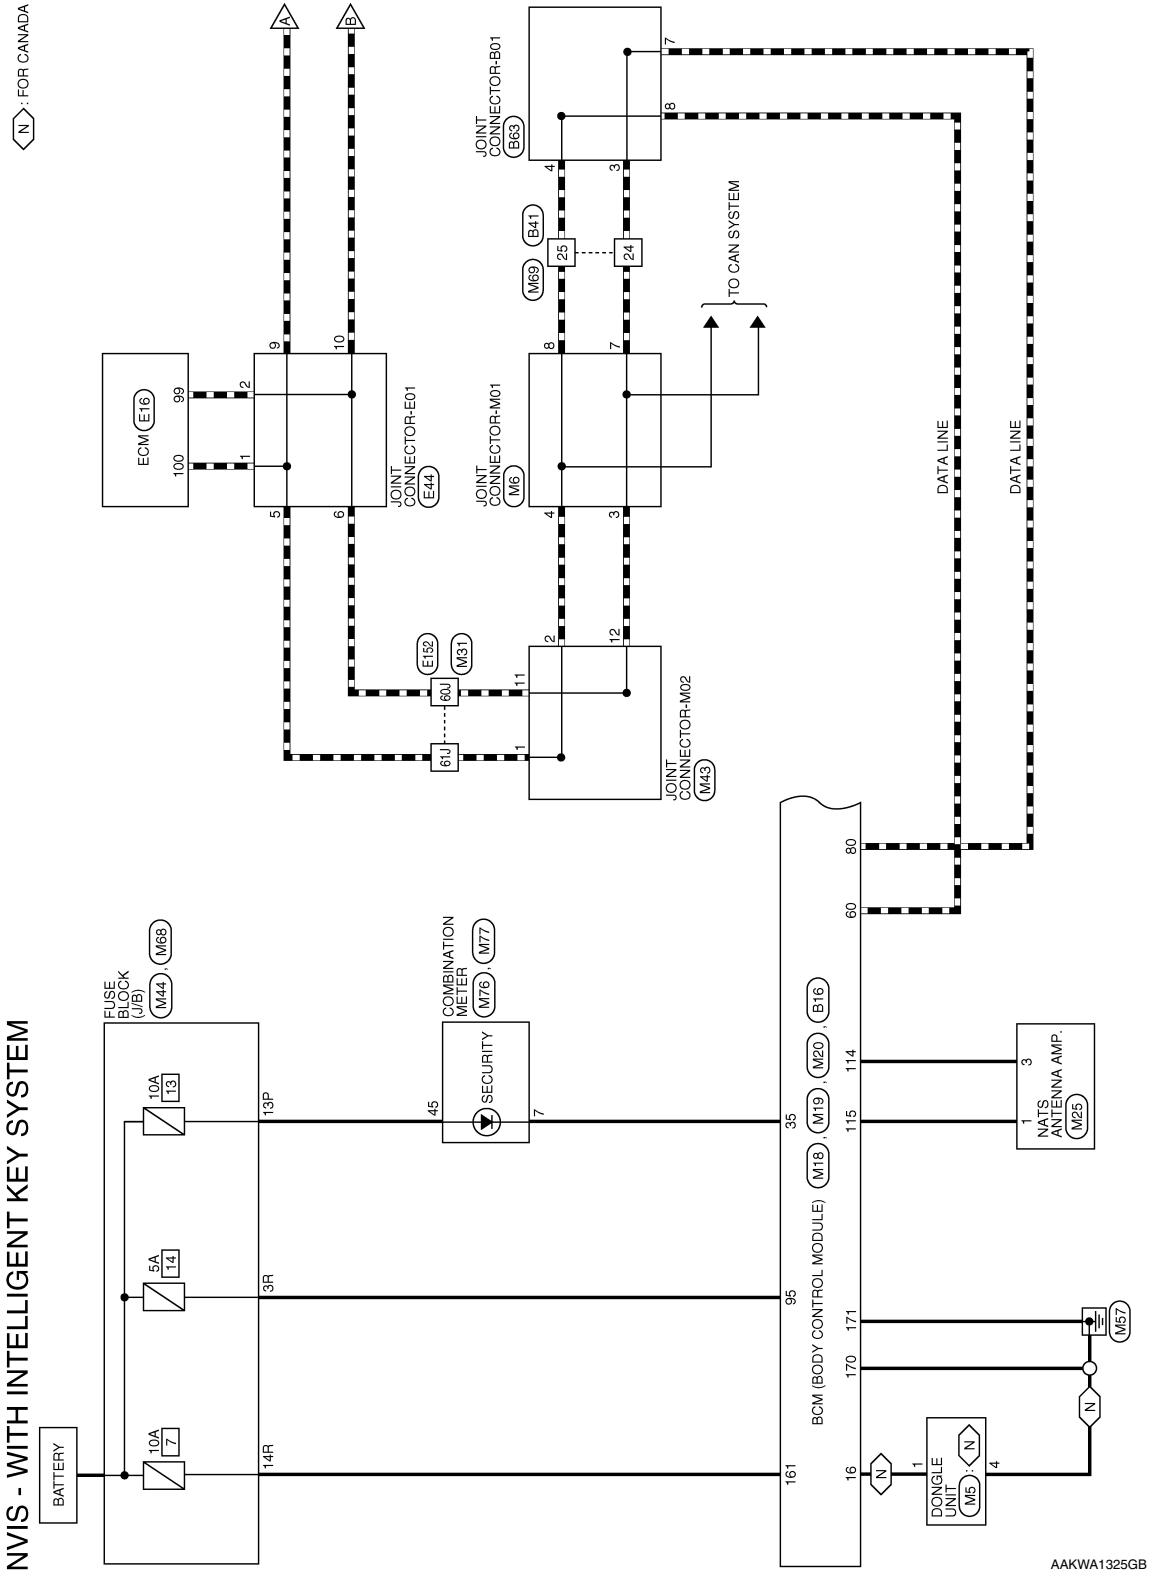 NVIS - WITH INTELLIGENT KEY SYSTEM
N : FOR CANADA
BATTERY
FUSE
BLOCK
(J/B)
M44 , M68
10A
7
5A
14
10A
13
14R
3R
13P
COMBINATION
METER
M76 , M77
45
SECURITY
7
161
95
35
BCM (BODY CONTROL MODULE) M18 , M19 , M20 , B16
16
170
171
115
114
60
80
N
1
DONGLE
UNIT
M5 : N
4
N
M57
1
3
NATS
ANTENNA AMP.
M25
ECM E16
100
99
1
2
5
9
6
10
A
B
JOINT
CONNECTOR-E01
E44
61J
60J
E152
M31
1
11
2
12
JOINT
CONNECTOR-M02
M43
JOINT
CONNECTOR-M01
M6
4
8
3
7
TO CAN SYSTEM
M69
B41
25
24
JOINT
CONNECTOR-B01
B63
4
3
8
7
DATA LINE
DATA LINE
AAKWA1325GB